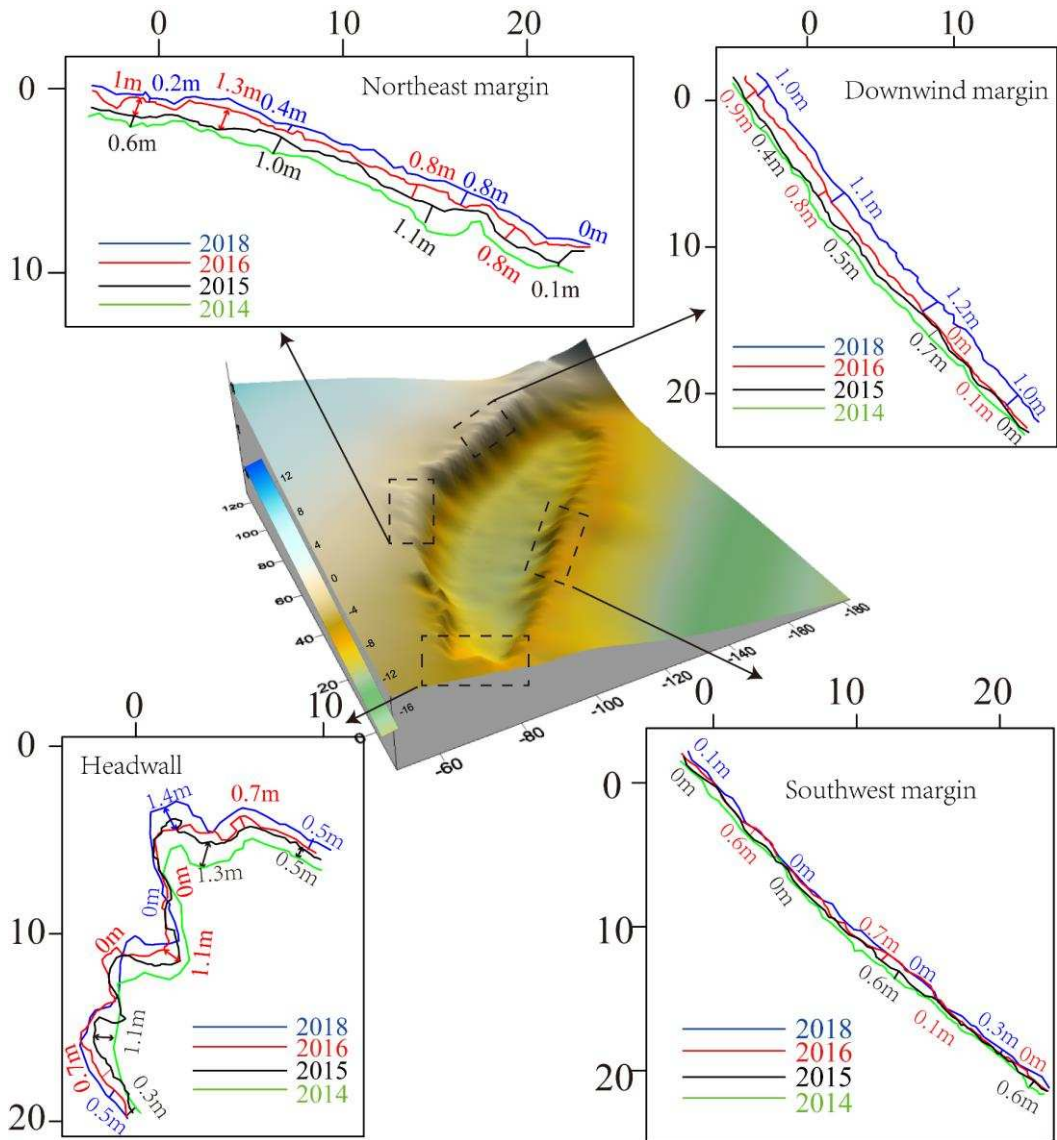 0 10 20
0
10
Northeast margin
1m
0.2m
1.3m
0.4m
0.6m
1.0m
0.8m
0.8m
0m
1.1m
0.8m
0.1m
2018
2016
2015
2014
0 10
0
10
20
Downwind margin
1.0m
0.9m
0.4m
1.1m
0.8m
0.5m
1.2m
0m
0.7m
1.0m
0.1m
0m
2018
2016
2015
2014
12
8
4
0
-4
-8
-12
-16
120
100
80
60
40
20
0
-60
-80
-100
-120
-140
-160
-180
0 10
0
10
20
Headwall
1.4m
0.7m
0.5m
1.3m
0.5m
0m
0m
0m
1.1m
1.1m
0.7m
0.3m
0.5m
2018
2016
2015
2014
0 10 20
0
10
20
Southwest margin
0.1m
0m
0.6m
0m
0m
0.7m
0m
0.6m
0.1m
0.3m
0m
0.6m
2018
2016
2015
2014